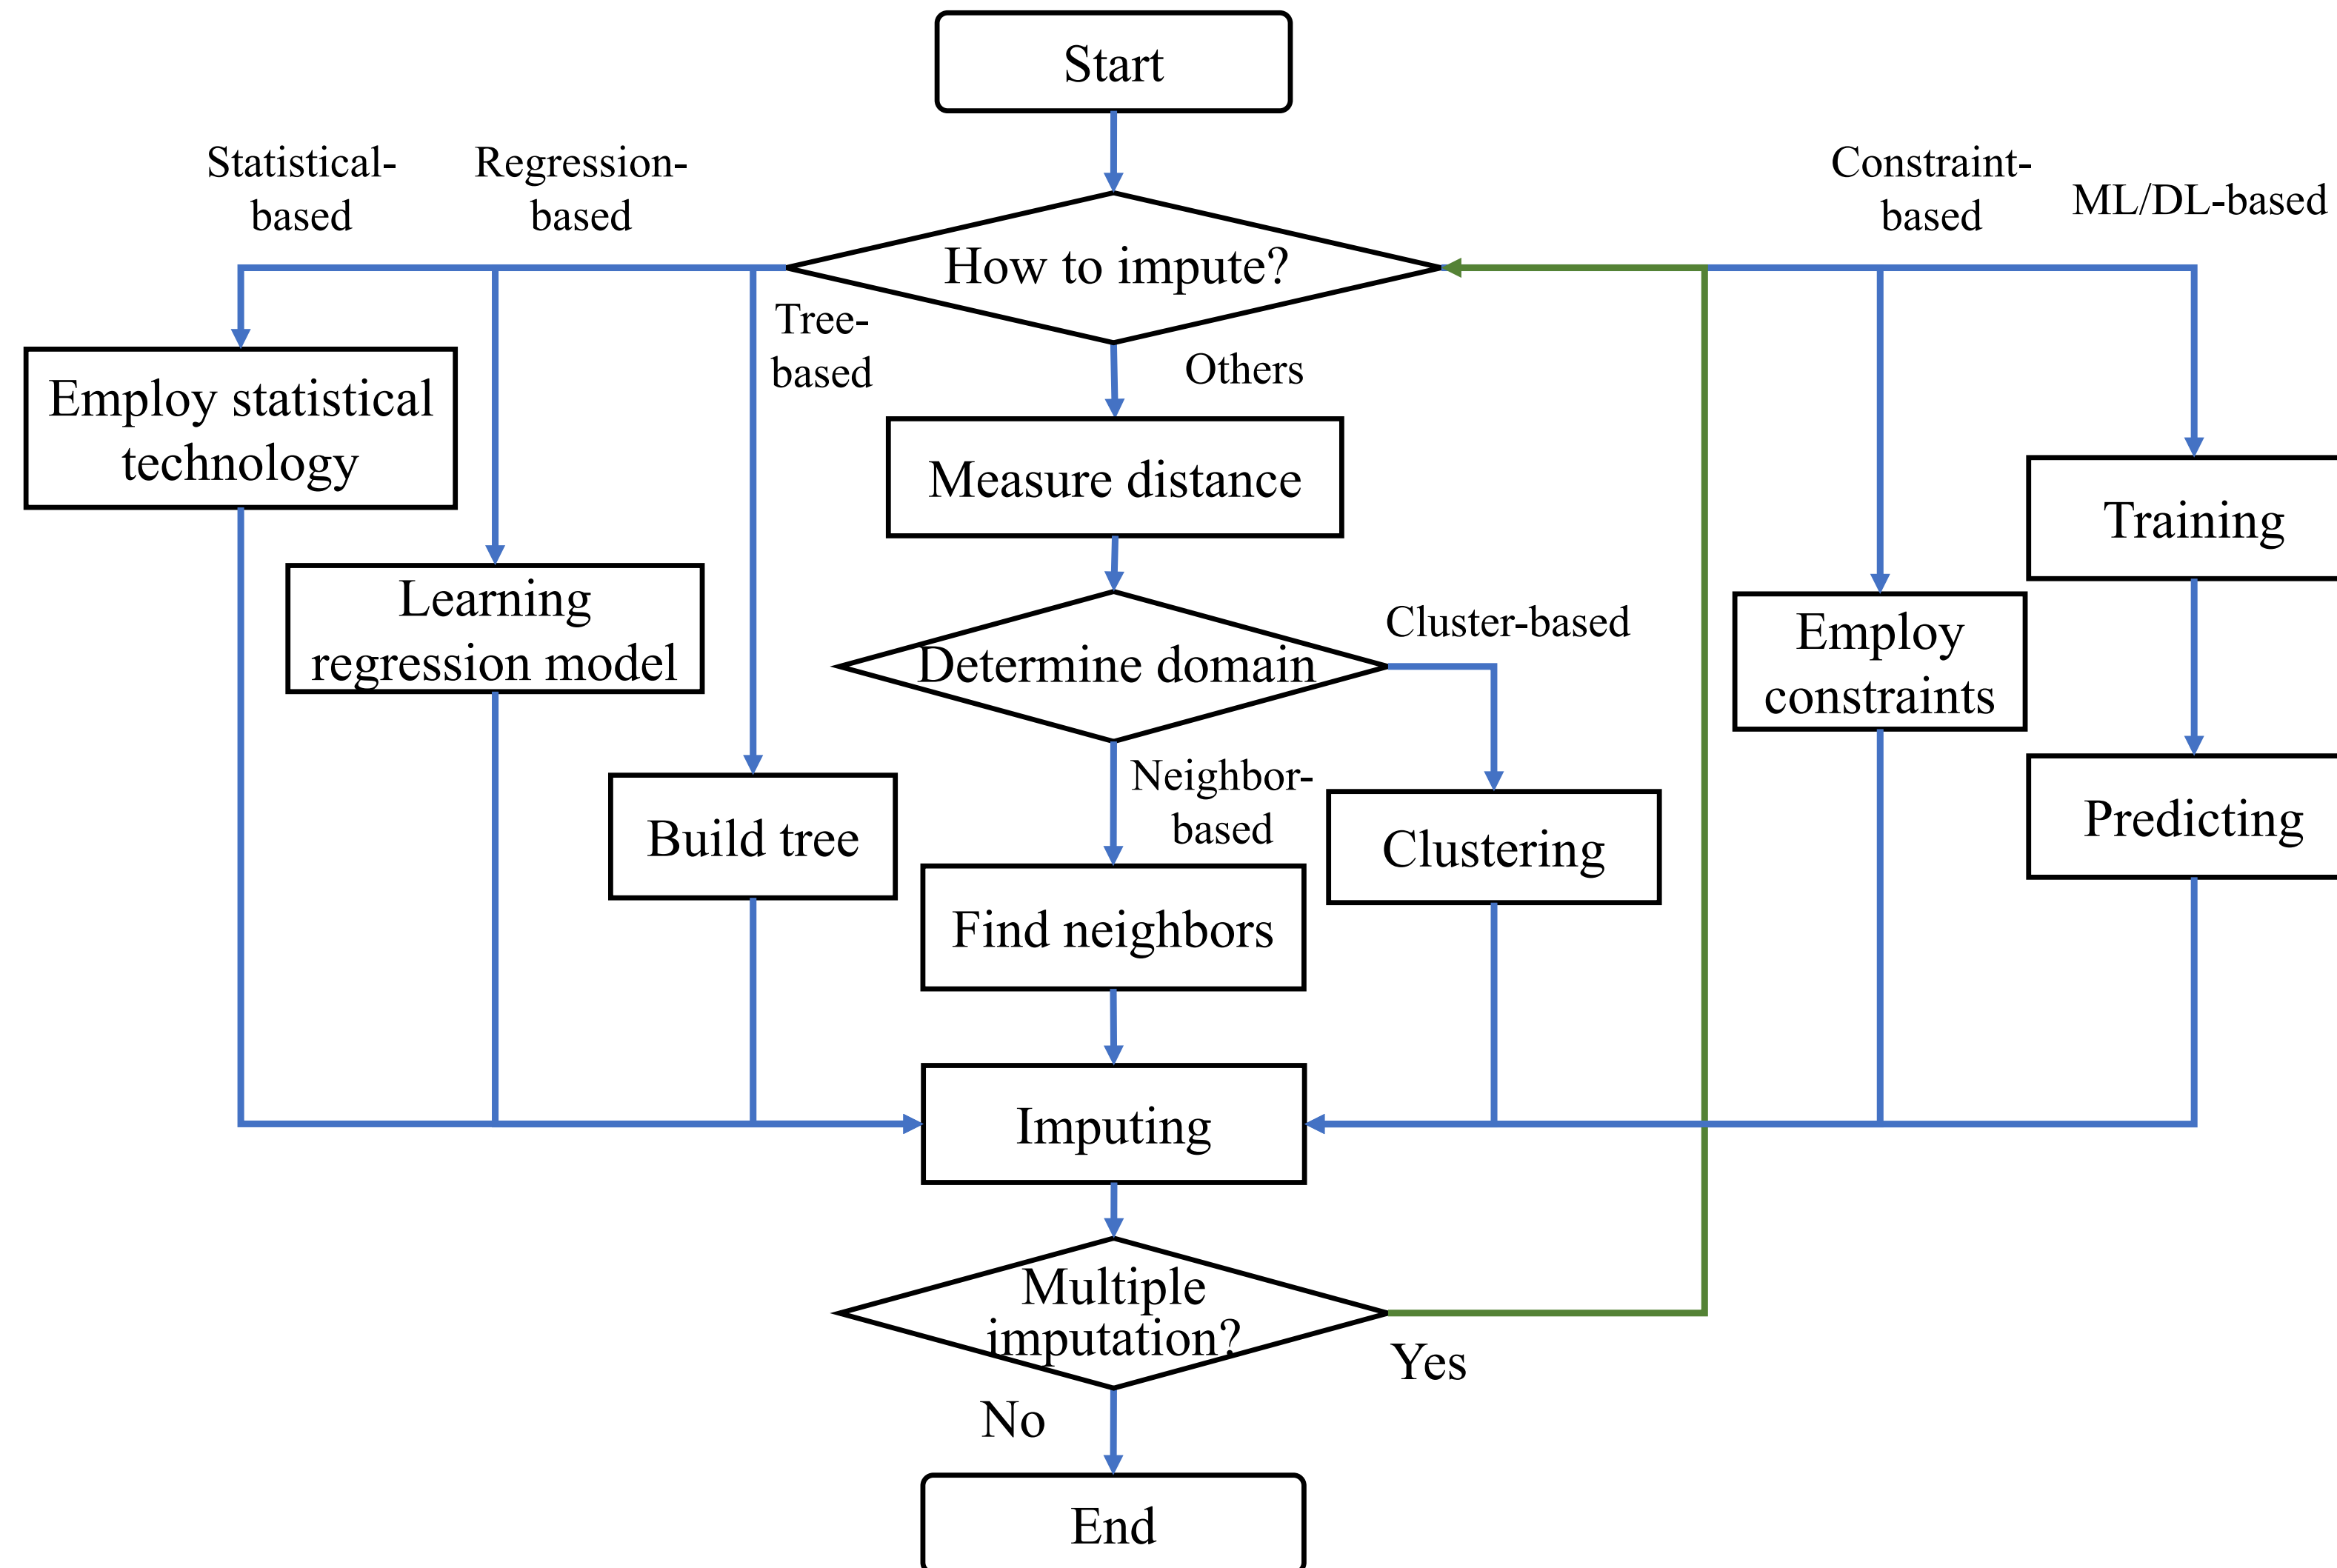 Start
Statistical-
based
Regression-
based
Constraint-
based
ML/DL-based
How to impute?
Tree-
based
Others
Employ statistical
technology
Measure distance
Training
Learning
regression model
Determine domain
Cluster-based
Employ
constraints
Neighbor-
based
Build tree
Clustering
Predicting
Find neighbors
Imputing
Multiple
imputation?
Yes
No
End